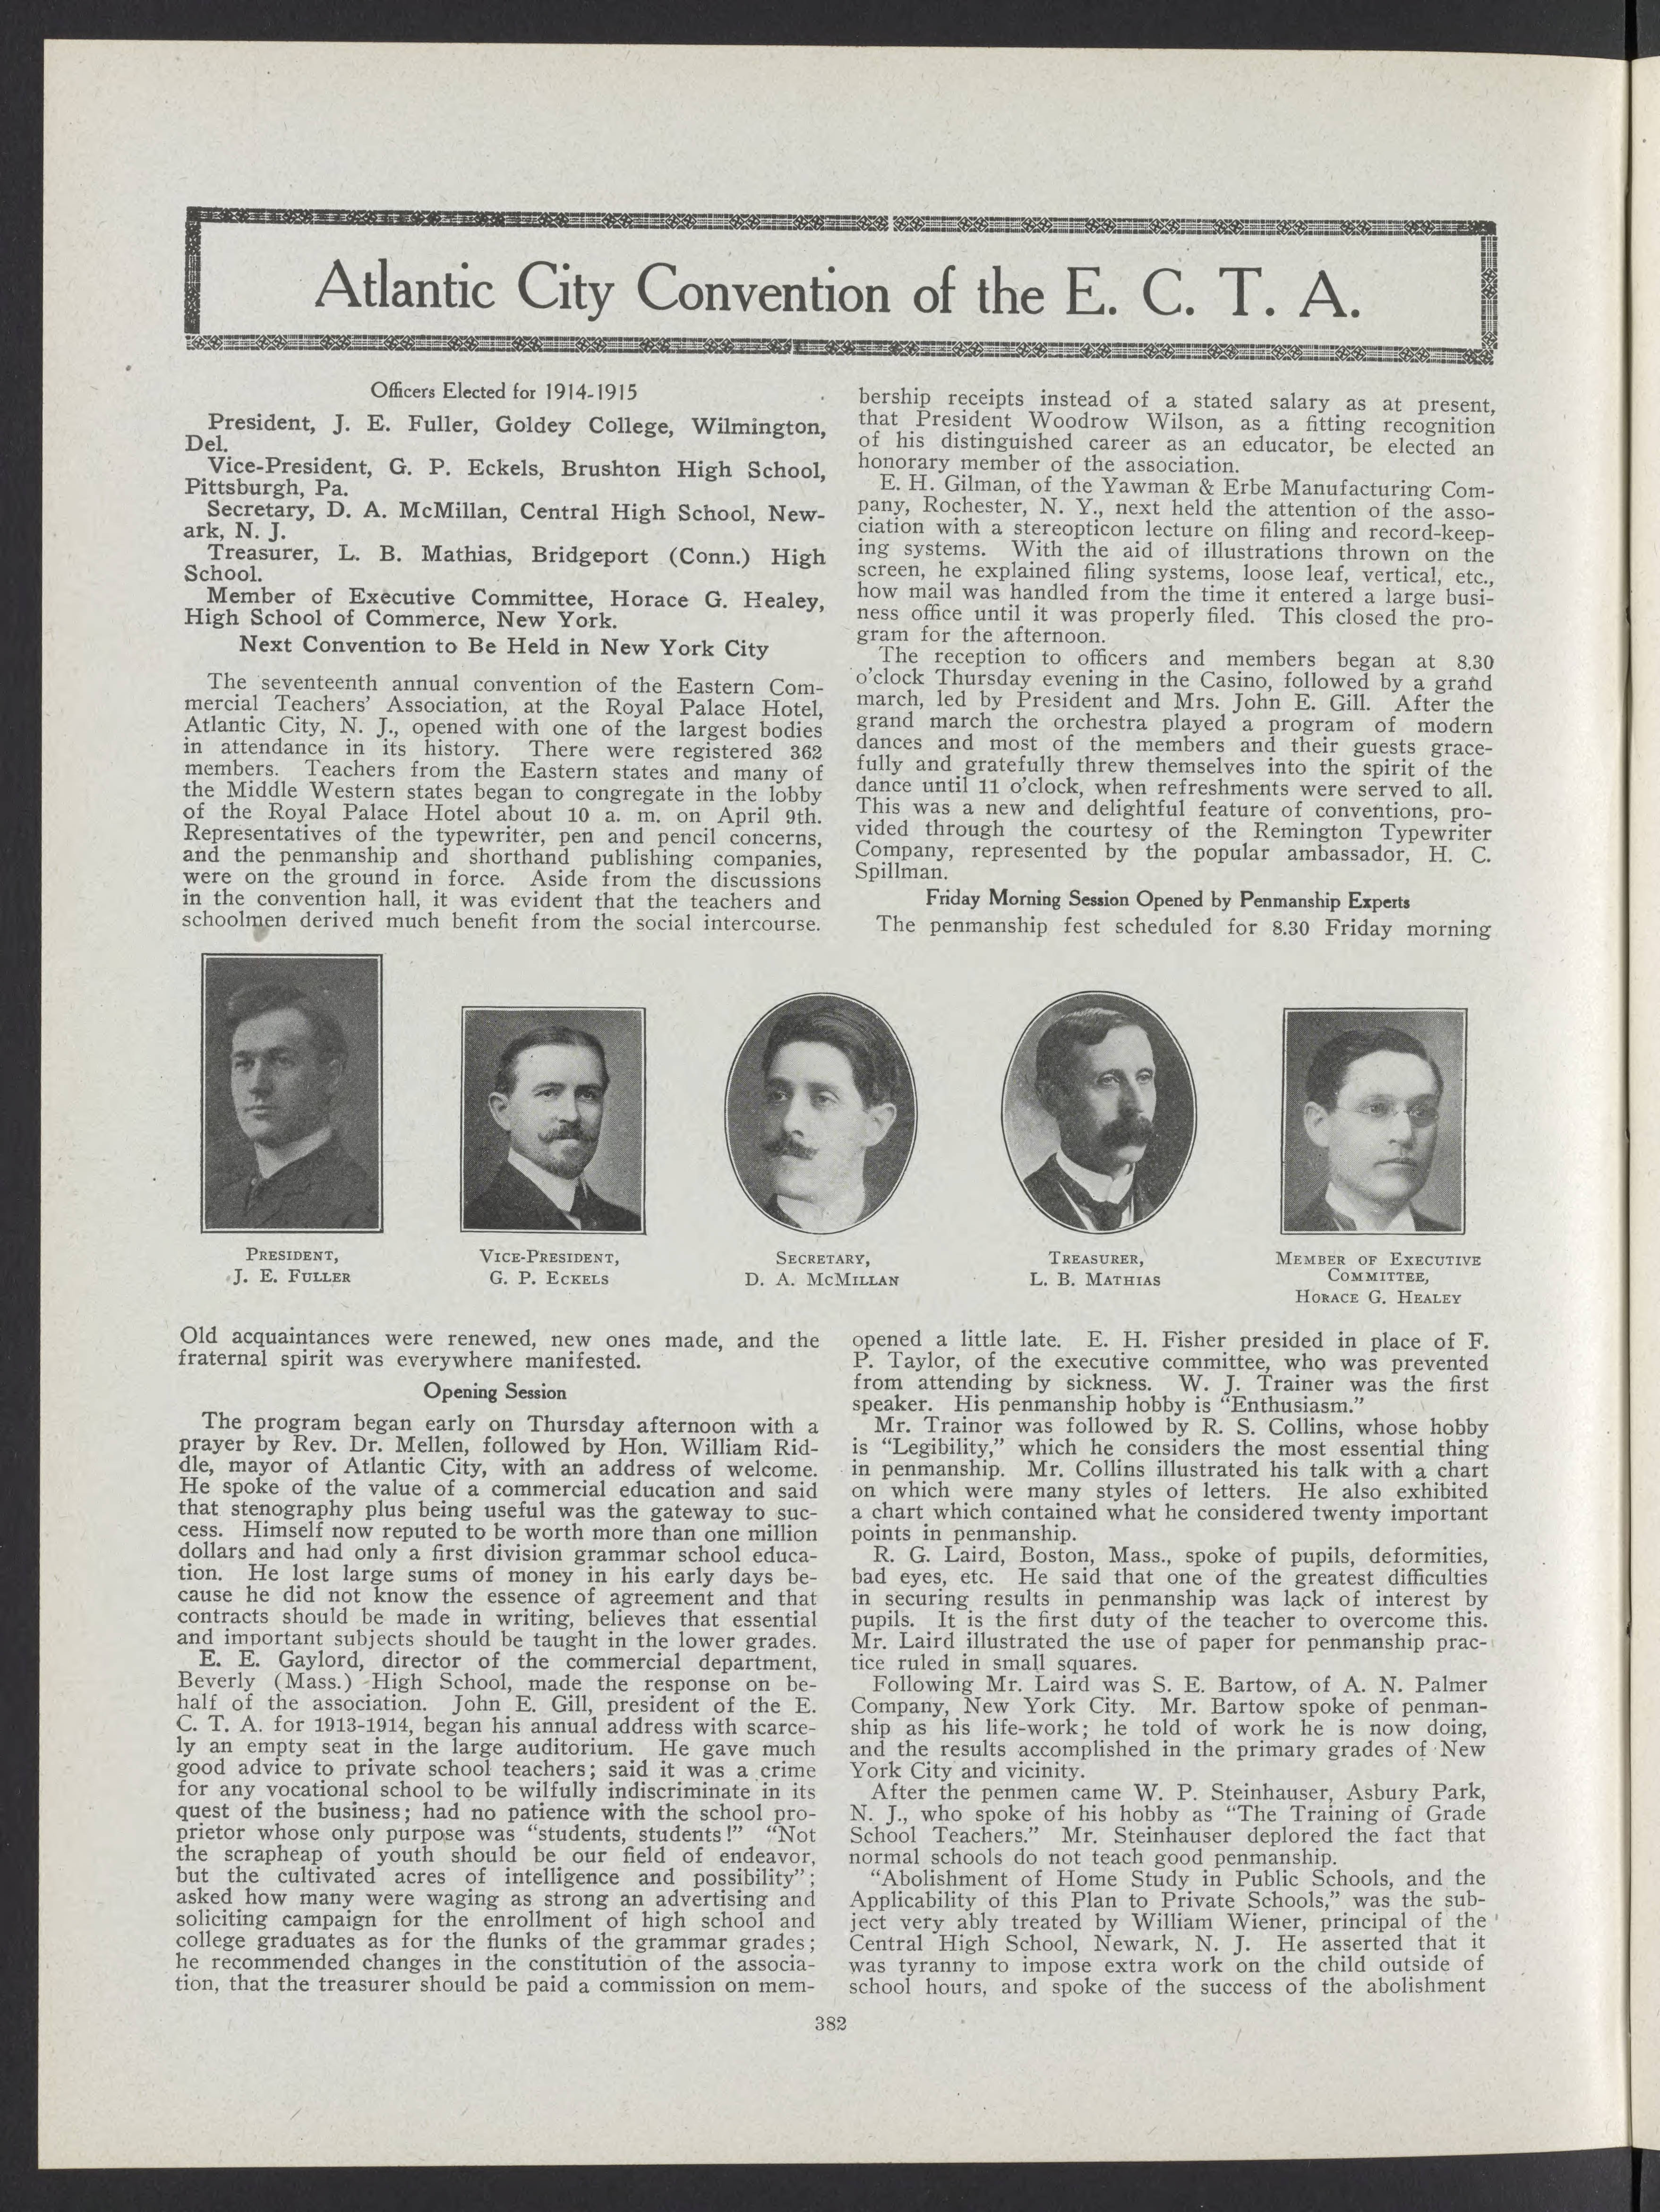 Atlantic City Convention of the E. C. T. A.
Officers Elected for 1914-1915
President, J. E. Fuller, Goldey College, Wilmington,
Del.
Vice-President, G. P. Eckels, Brushton High School,
Pittsburgh, Pa.
Secretary, D. A. McMillan, Central High School, New-
ark, N. J.
Treasurer, L. B. Mathias, Bridgeport (Conn.) High
School.
Member of Executive Committee, Horace G. Healey,
High School of Commerce, New York.
Next Convention to Be Held in New York City
The seventeenth annual convention of the Eastern Com-
mercial Teachers' Association, at the Royal Palace Hotel,
Atlantic City, N. J., opened with one of the largest bodies
in attendance in its history. There were registered 362
members. Teachers from the Eastern states and many of
the Middle Western states began to congregate in the lobby
of the Royal Palace Hotel about 10 a. m. on April 9th.
Representatives of the typewriter, pen and pencil concerns,
and the penmanship and shorthand publishing companies,
were on the ground in force. Aside from the discussions
in the convention hall, it was evident that the teachers and
schoolmen derived much benefit from the social intercourse.
bership receipts instead of a stated salary as at present,
that President Woodrow Wilson, as a fitting recognition
of his distinguished career as an educator, be elected an
honorary member of the association.
E. H. Gilman, of the Yawman & Erbe Manufacturing Com-
pany, Rochester, N. Y., next held the attention of the asso-
ciation with a stereopticon lecture on filing and record-keep-
ing systems. With the aid of illustrations thrown on the
screen, he explained filing systems, loose leaf, vertical, etc.,
how mail was handled from the time it entered a large busi-
ness office until it was properly filed. This closed the pro-
gram for the afternoon.
The reception to officers and members began at 8.30
o'clock Thursday evening in the Casino, followed by a grand
march, led by President and Mrs. John E. Gill. After the
grand march the orchestra played a program of modern
dances and most of the members and their guests grace-
fully and gratefully threw themselves into the spirit of the
dance until 11 o'clock, when refreshments were served to all.
This was a new and delightful feature of conventions, pro-
vided through the courtesy of the Remington Typewriter
Company, represented by the popular ambassador, H. C.
Spillman.
Friday Morning Session Opened by Penmanship Experts
The penmanship fest scheduled for 8.30 Friday morning
PRESIDENT,
J. E. FULLER
VICE-PRESIDENT,
G. P. ECKELS
SECRETARY,
D. A. MCMILLAN
TREASURER,
L. B. MATHIAS
MEMBER OF EXECUTIVE
COMMITTEE,
HORACE G. HEALEY
Old acquaintances were renewed, new ones made, and the
fraternal spirit was everywhere manifested.
Opening Session
The program began early on Thursday afternoon with a
prayer by Rev. Dr. Mellen, followed by Hon. William Rid-
dle, mayor of Atlantic City, with an address of welcome.
He spoke of the value of a commercial education and said
that stenography plus being useful was the gateway to suc-
cess. Himself now reputed to be worth more than one million
dollars and had only a first division grammar school educa-
tion. He lost large sums of money in his early days be-
cause he did not know the essence of agreement and that
contracts should be made in writing, believes that essential
and important subjects should be taught in the lower grades.
E. E. Gaylord, director of the commercial department,
Beverly (Mass.) High School, made the response on be-
half of the association. John E. Gill, president of the E.
C. T. A. for 1913-1914, began his annual address with scarce-
ly an empty seat in the large auditorium. He gave much
good advice to private school teachers; said it was a crime
for any vocational school to be wilfully indiscriminate in its
quest of the business; had no patience with the school pro-
prietor whose only purpose was "students, students!" "Not
the scrapheap of youth should be our field of endeavor,
but the cultivated acres of intelligence and possibility";
asked how many were waging as strong an advertising and
soliciting campaign for the enrollment of high school and
college graduates as for the flunks of the grammar grades;
he recommended changes in the constitution of the associa-
tion, that the treasurer should be paid a commission on mem-
opened a little late. E. H. Fisher presided in place of F.
P. Taylor, of the executive committee, who was prevented
from attending by sickness. W. J. Trainer was the first
speaker. His penmanship hobby is "Enthusiasm."
Mr. Trainor was followed by R. S. Collins, whose hobby
is "Legibility," which he considers the most essential thing
in penmanship. Mr. Collins illustrated his talk with a chart
on which were many styles of letters. He also exhibited
a chart which contained what he considered twenty important
points in penmanship.
R. G. Laird, Boston, Mass., spoke of pupils, deformities,
bad eyes, etc. He said that one of the greatest difficulties
in securing results in penmanship was lack of interest by
pupils. It is the first duty of the teacher to overcome this.
Mr. Laird illustrated the use of paper for penmanship prac-
tice ruled in small squares.
Following Mr. Laird was S. E. Bartow, of A. N. Palmer
Company, New York City. Mr. Bartow spoke of penman-
ship as his life-work; he told of work he is now doing,
and the results accomplished in the primary grades of New
York City and vicinity.
After the penmen came W. P. Steinhauser, Asbury Park,
N. J., who spoke of his hobby as "The Training of Grade
School Teachers." Mr. Steinhauser deplored the fact that
normal schools do not teach good penmanship.
"Abolishment of Home Study in Public Schools, and the
Applicability of this Plan to Private Schools," was the sub-
ject very ably treated by William Wiener, principal of the
Central High School, Newark, N. J. He asserted that it
was tyranny to impose extra work on the child outside of
school hours, and spoke of the success of the abolishment
382